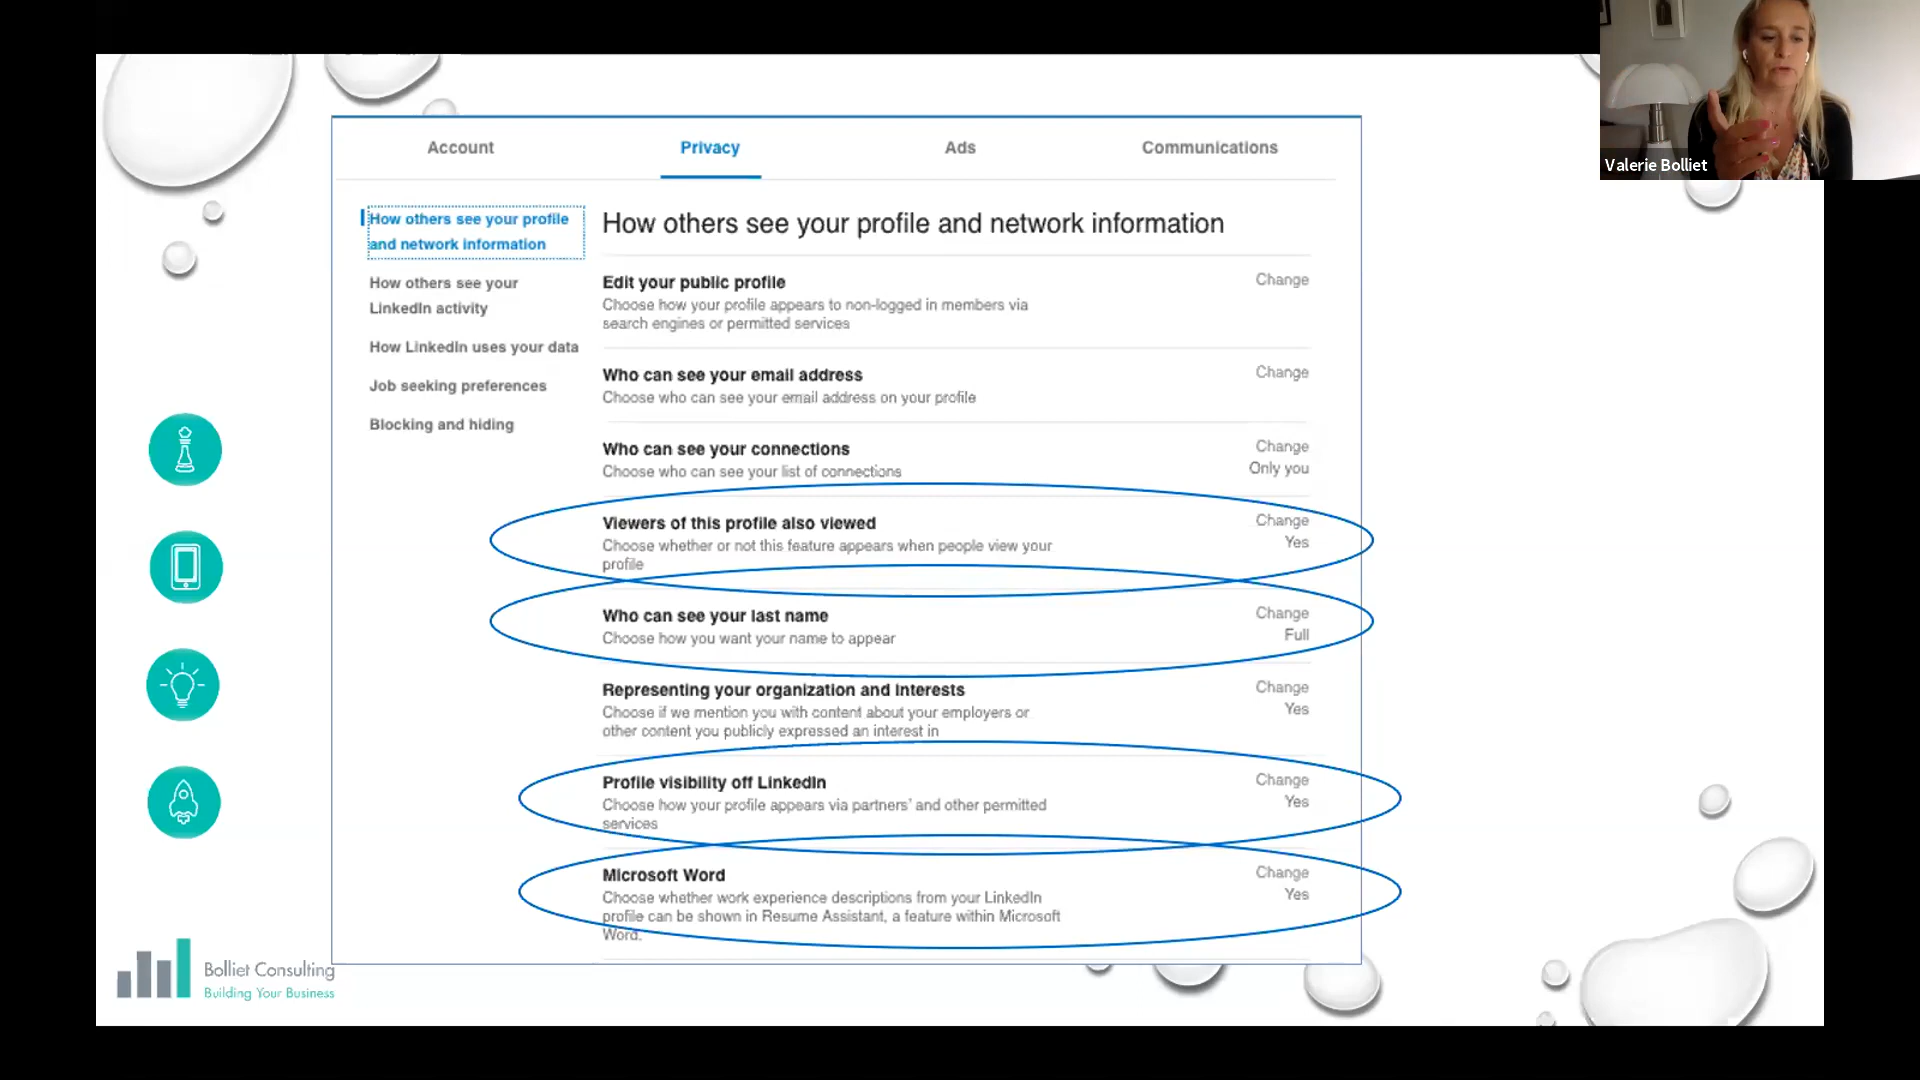 Valerie Bolliet
Account
Privacy
Ads
Communications
How others see your profile
and network information
How others see your
LinkedIn activity
How LinkedIn uses your data
Job seeking preferences
Blocking and hiding
How others see your profile and network information
Edit your public profile
Change
Choose how your profile appears to non-logged in members via
search engines or permitted services
Who can see your email address
Change
Choose who can see your email address on your profile
Who can see your connections
Change
Choose who can see your list of connections
Only you
Viewers of this profile also viewed
Change
Choose whether or not this feature appears when people view your
profile
Yes
Who can see your last name
Change
Choose how you want your name to appear
Full
Representing your organization and interests
Change
Choose if we mention you with content about your employers or
other content you publicly expressed an interest in
Yes
Profile visibility off LinkedIn
Change
Choose how your profile appears via partners' and other permitted
services
Yes
Microsoft Word
Change
Choose whether work experience descriptions from your LinkedIn
profile can be shown in Resume Assistant, a feature within Microsoft
Word.
Yes
Bolliet Consulting
Building Your Business